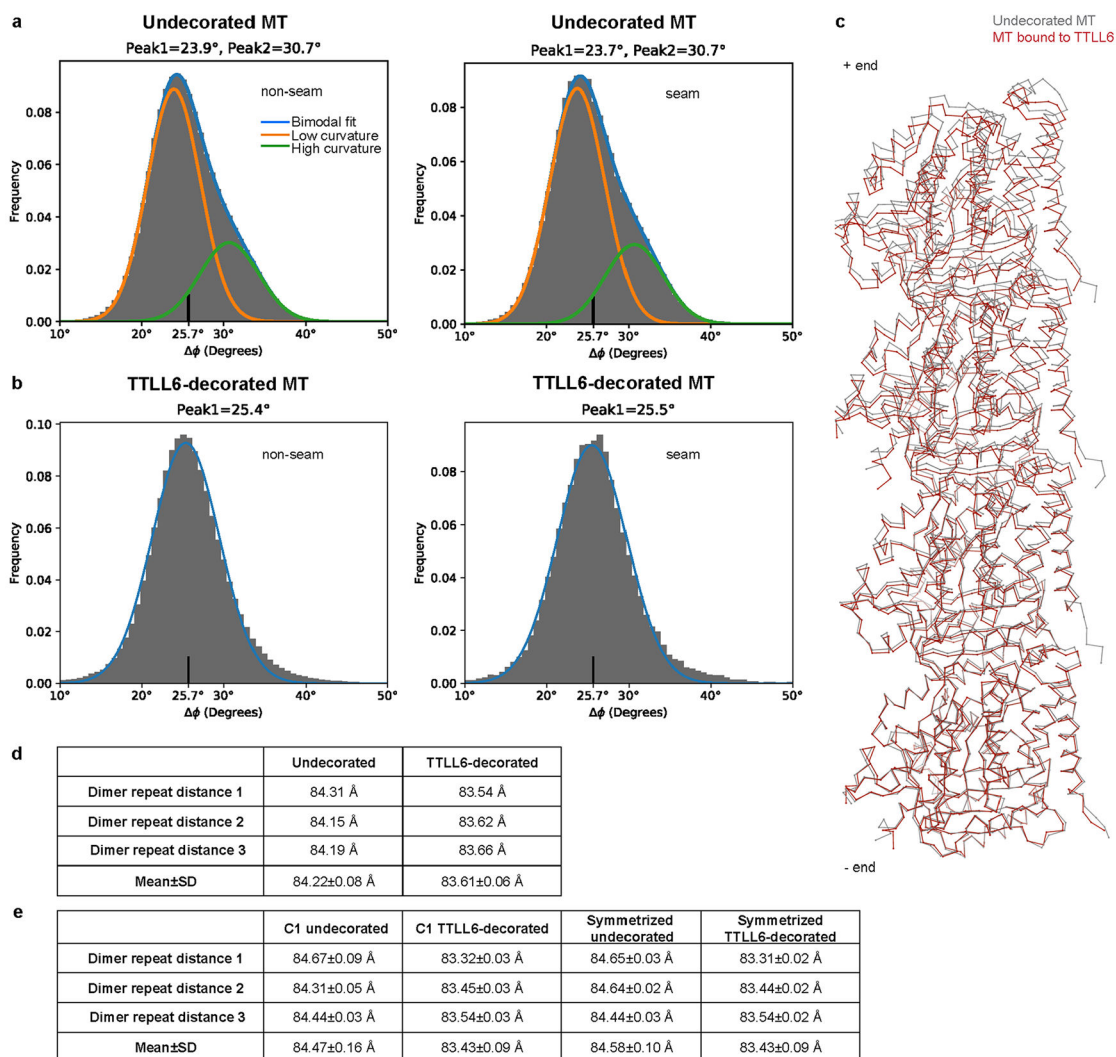 a
Undecorated MT
Peak1=23.9°, Peak2=30.7°
non-seam
Bimodal fit
Low curvature
High curvature
Frequency
0.08
0.06
0.04
0.02
0.00
10° 20° 25.7 30° 40° 50°
Δϕ (Degrees)
Undecorated MT
Peak1=23.7°, Peak2=30.7°
seam
Frequency
0.08
0.06
0.04
0.02
0.00
10° 20° 25.7 30° 40° 50°
Δϕ (Degrees)
b
TTLL6-decorated MT
Peak1=25.4°
non-seam
Frequency
0.10
0.08
0.06
0.04
0.02
0.00
10° 20° 25.7 30° 40° 50°
Δϕ (Degrees)
TTLL6-decorated MT
Peak1=25.5°
seam
Frequency
0.08
0.06
0.04
0.02
0.00
10° 20° 25.7 30° 40° 50°
Δϕ (Degrees)
c
Undecorated MT
MT bound to TTLL6
+ end
- end
d
Undecorated TTLL6-decorated
Dimer repeat distance 1 84.31 Å 83.54 Å
Dimer repeat distance 2 84.15 Å 83.62 Å
Dimer repeat distance 3 84.19 Å 83.66 Å
Mean±SD 84.22±0.08 Å 83.61±0.06 Å
e
C1 undecorated C1 TTLL6-decorated Symmetrized undecorated Symmetrized TTLL6-decorated
Dimer repeat distance 1 84.67±0.09 Å 83.32±0.03 Å 84.65±0.03 Å 83.31±0.02 Å
Dimer repeat distance 2 84.31±0.05 Å 83.45±0.03 Å 84.64±0.02 Å 83.44±0.02 Å
Dimer repeat distance 3 84.44±0.03 Å 83.54±0.03 Å 84.44±0.03 Å 83.54±0.02 Å
Mean±SD 84.47±0.16 Å 83.43±0.09 Å 84.58±0.10 Å 83.43±0.09 Å